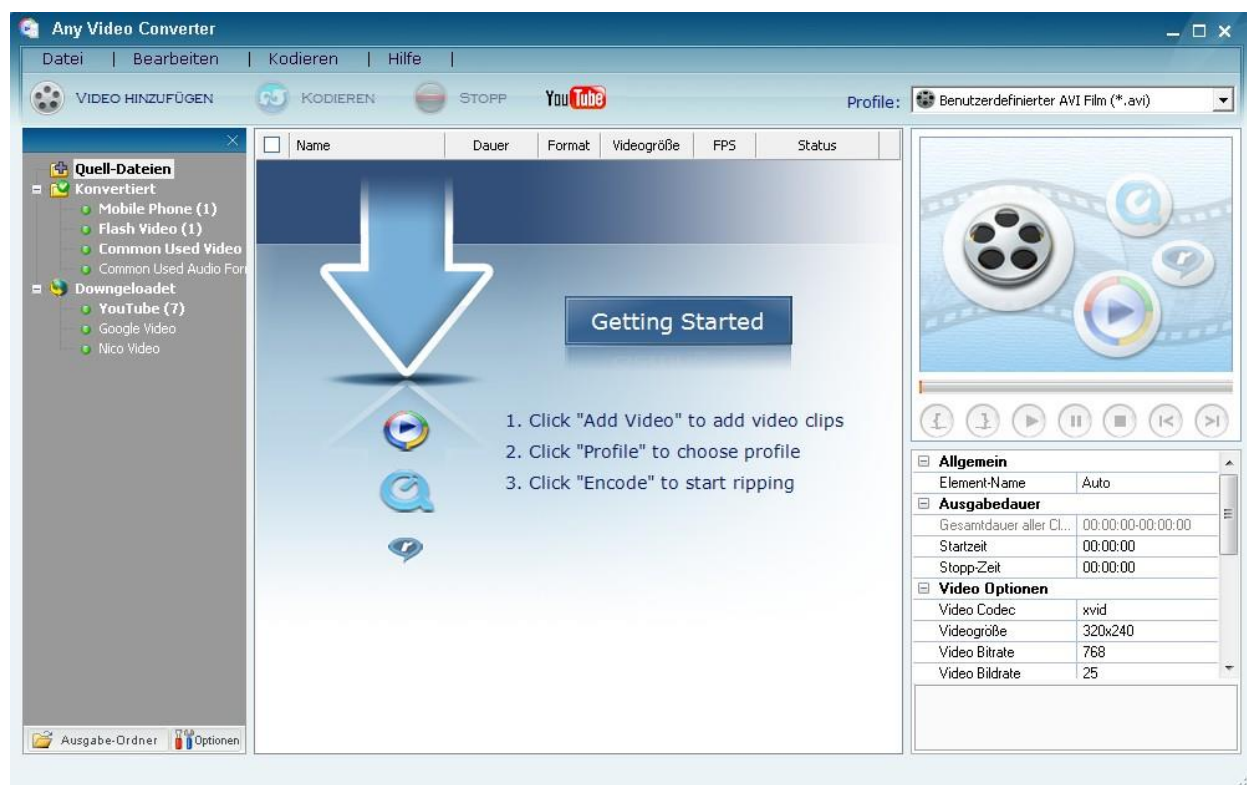 Any Video Converter
Datei | Bearbeiten | Kodieren | Hilfe |
VIDEO HINZUFÜGEN KODIEREN STOPP YouTube Profile: Benutzerdefinierter AVI Film (*.avi)
Quell-Dateien
Konvertiert
Mobile Phone (1)
Flash Video (1)
Common Used Video
Common Used Audio For
Downgeloadet
YouTube (7)
Google Video
Nico Video
Ausgabe-Ordner Optionen
Name Dauer Format Videogröße FPS Status
Getting Started
1. Click "Add Video" to add video clips
2. Click "Profile" to choose profile
3. Click "Encode" to start ripping
Allgemein
Element-Name Auto
Ausgabedauer
Gesamtdauer aller Cl... 00:00:00-00:00:00
Startzeit 00:00:00
Stopp-Zeit 00:00:00
Video Optionen
Video Codec xvid
Videogröße 320x240
Video Bitrate 768
Video Bildrate 25